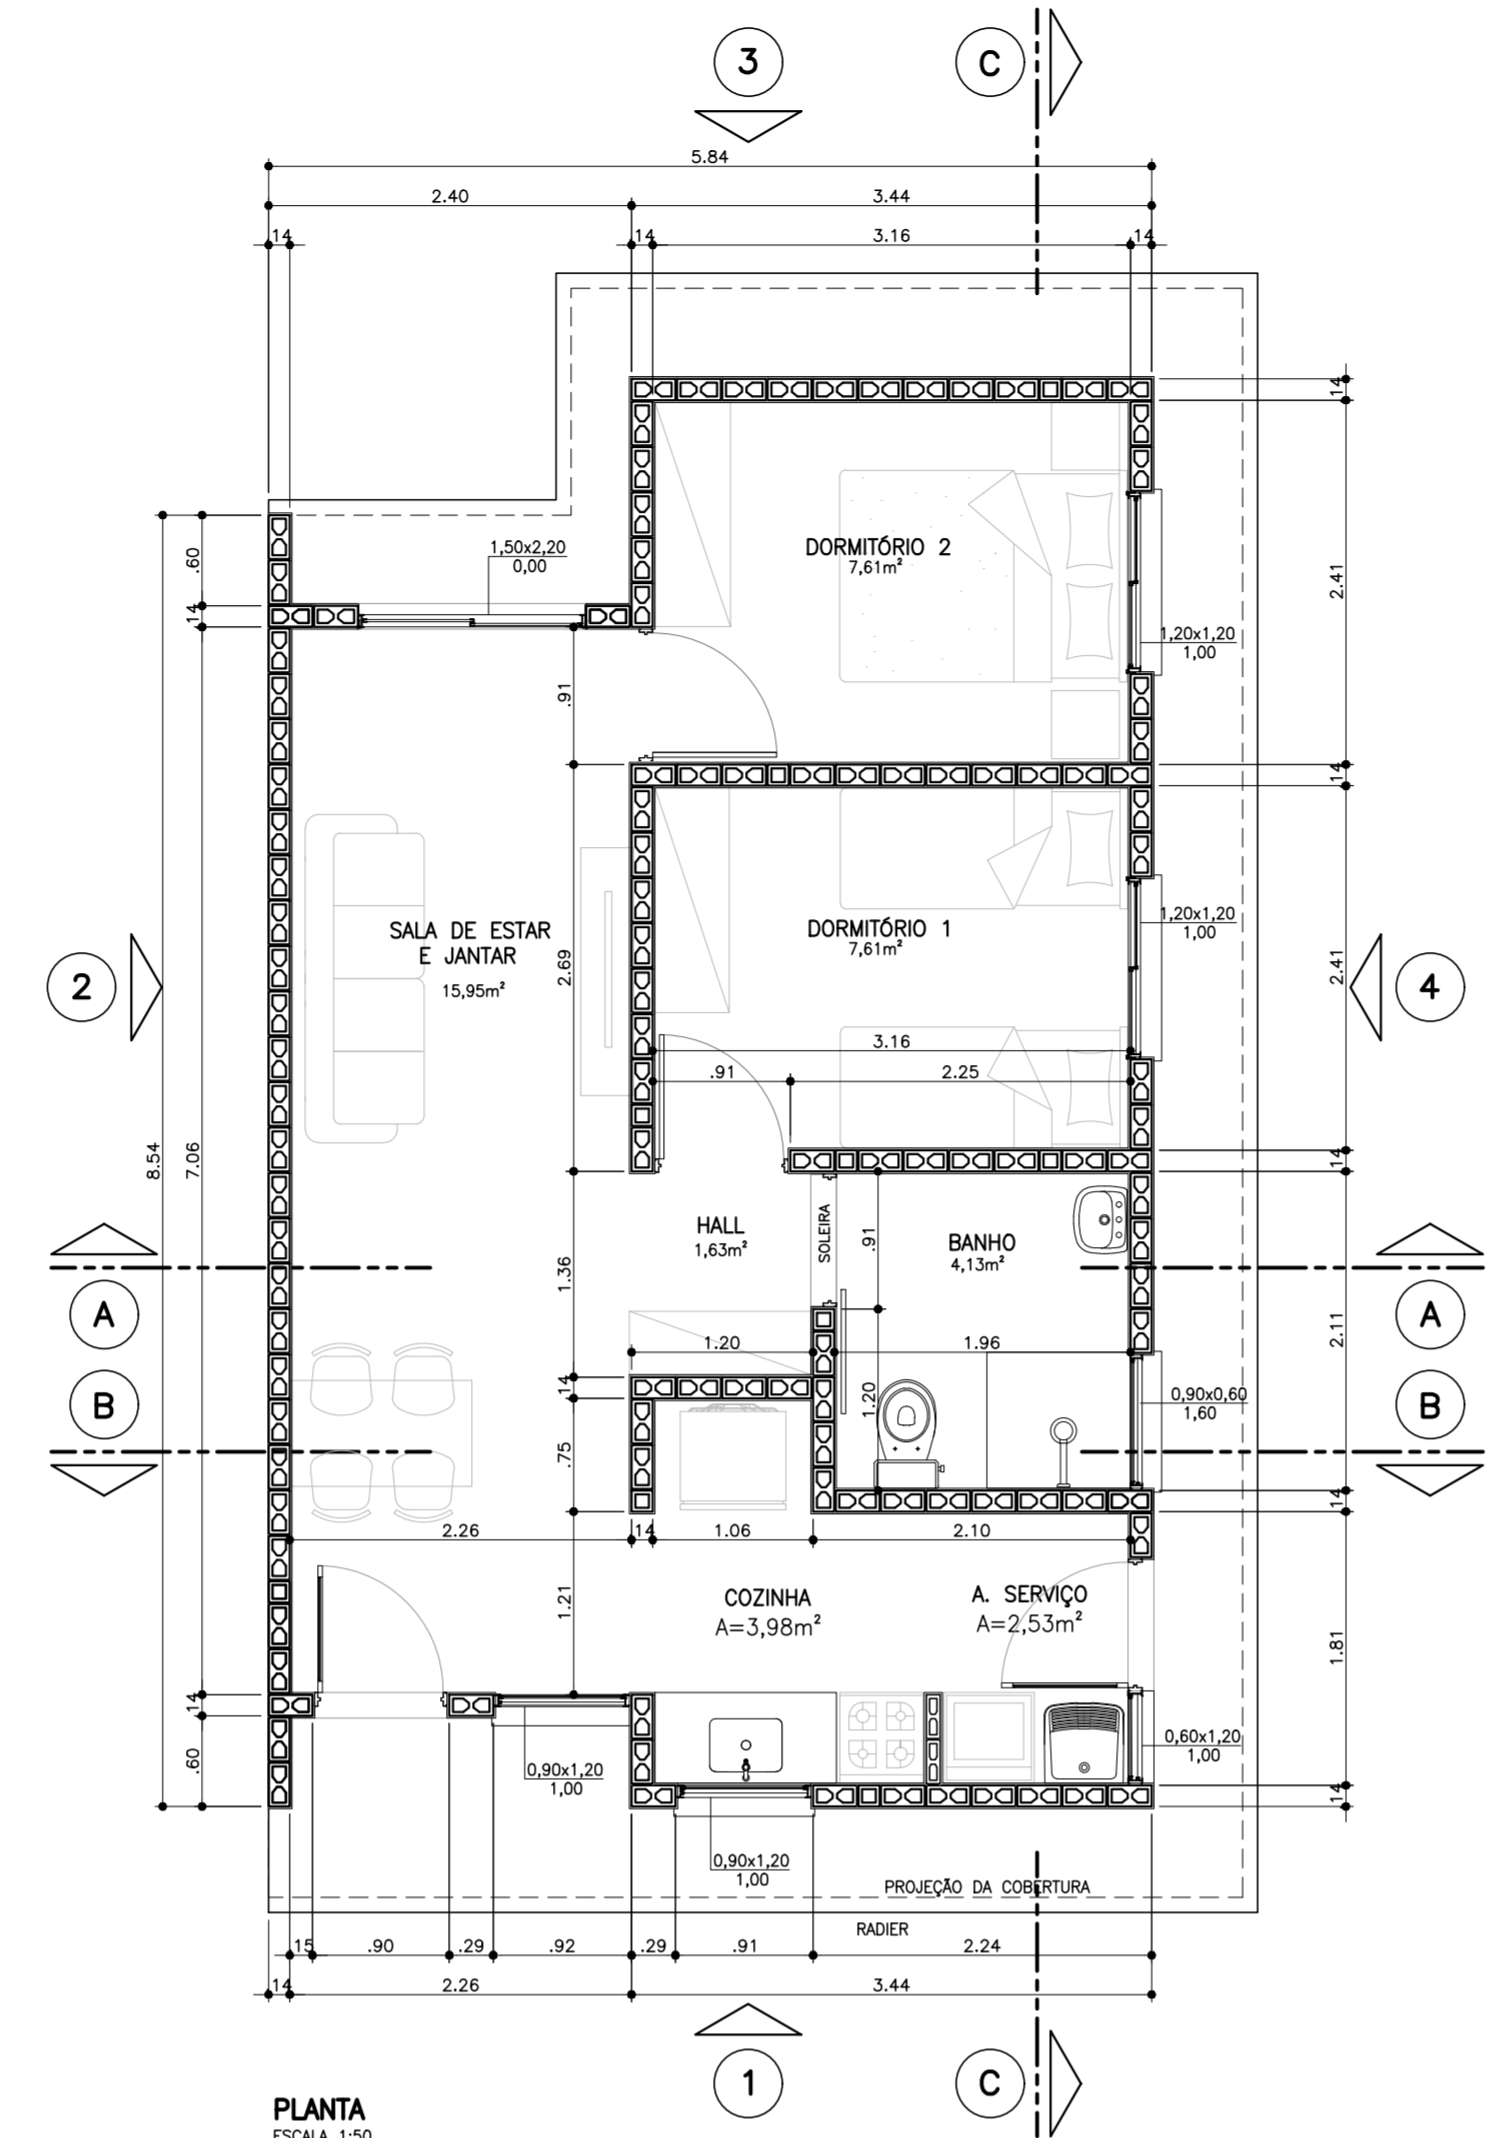 3
C
5.84
2.40
3.44
14
14
3.16
14
14
.60
1,50x2,20
0,00
DORMITÓRIO 2
7,61m²
2.41
14
1,20x1,20
1,00
.91
14
SALA DE ESTAR
E JANTAR
15,95m²
DORMITÓRIO 1
7,61m²
1,20x1,20
1,00
2
2.69
2.41
4
3.16
.91
2.25
8.54
7.06
14
HALL
1,63m²
SOLEIRA
.91
BANHO
4,13m²
1.36
A
A
2.11
1.20
1.96
14
B
1.20
0,90x0,60
1,60
B
.75
14
2.26
14
1.06
2.10
1.21
COZINHA
A=3,98m²
A. SERVIÇO
A=2,53m²
1.81
14
.60
0,90x1,20
1,00
0,60x1,20
1,00
14
0,90x1,20
1,00
PROJEÇÃO DA COBERTURA
RADIER
15
.90
.29
.92
.29
.91
2.24
14
2.26
3.44
1
C
PLANTA
ESCALA 1:50